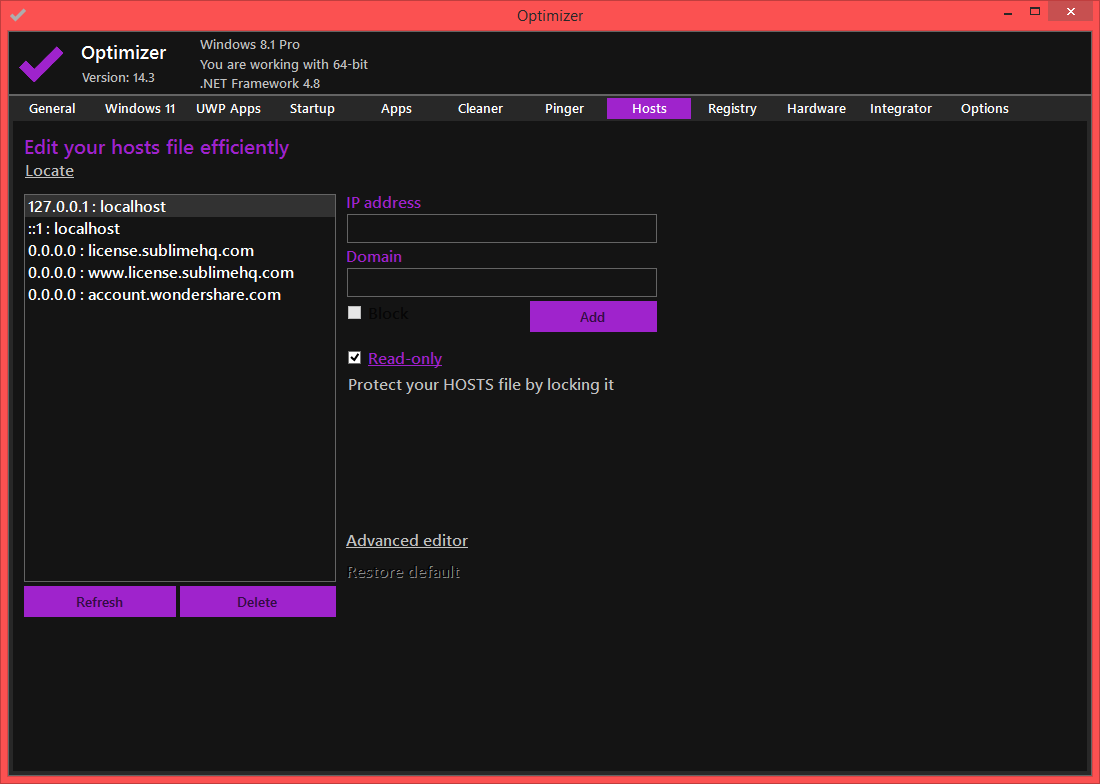 Optimizer
Optimizer
Version: 14.3
Windows 8.1 Pro
You are working with 64-bit
.NET Framework 4.8
General Windows 11 UWP Apps Startup Apps Cleaner Pinger Hosts Registry Hardware Integrator Options
Edit your hosts file efficiently
Locate
127.0.0.1 : localhost
::1 : localhost
0.0.0.0 : license.sublimehq.com
0.0.0.0 : www.license.sublimehq.com
0.0.0.0 : account.wondershare.com
Refresh Delete
IP address
Domain
Block Add
Read-only
Protect your HOSTS file by locking it
Advanced editor
Restore default